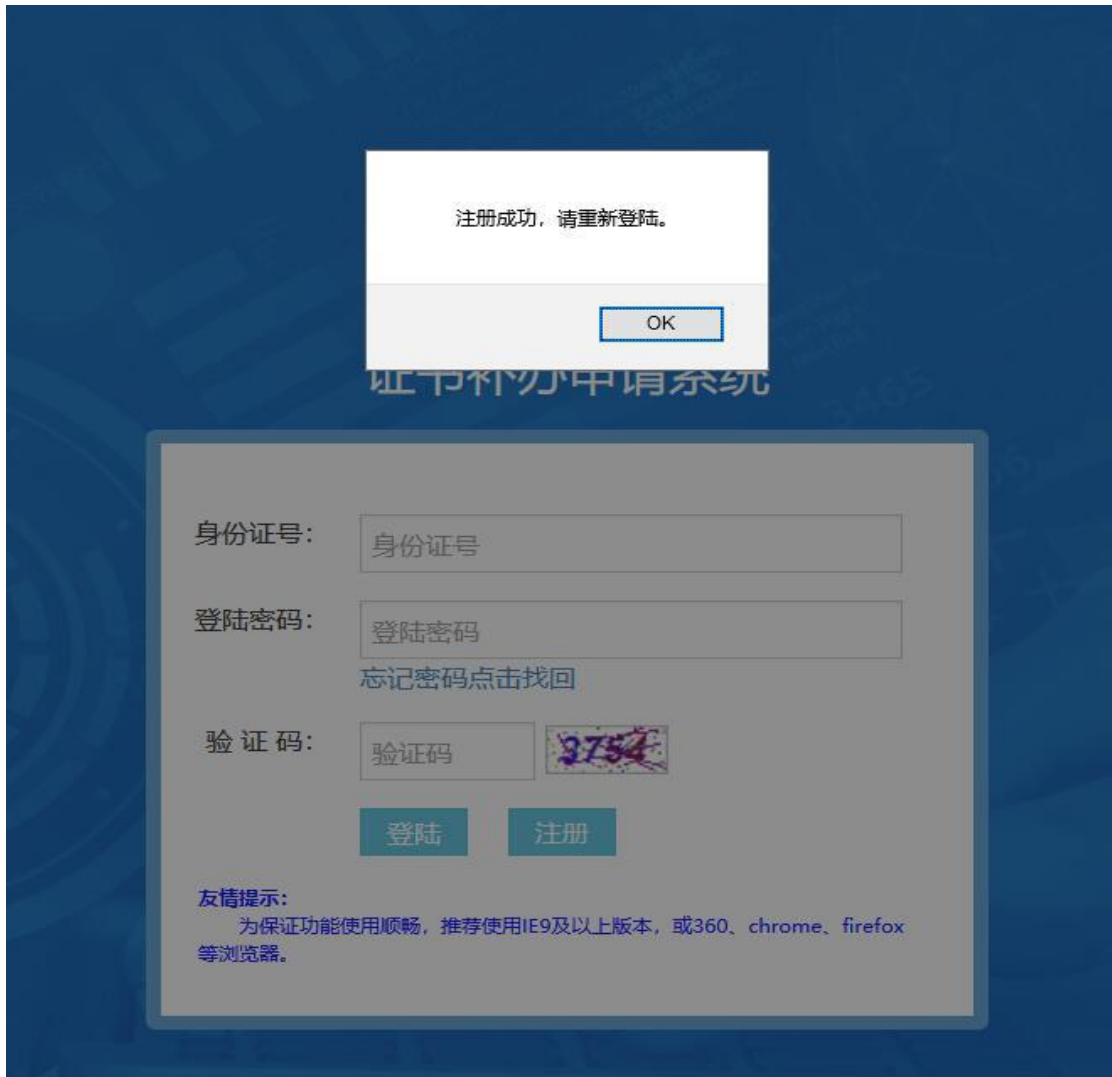 注册成功，请重新登陆。
OK
证书补办申请系统
身份证号：
身份证号
登陆密码：
登陆密码
忘记密码点击找回
验 证 码：
验证码
3754
登陆
注册
友情提示：
为保证功能使用顺畅，推荐使用IE9及以上版本，或360、chrome、firefox
等浏览器。